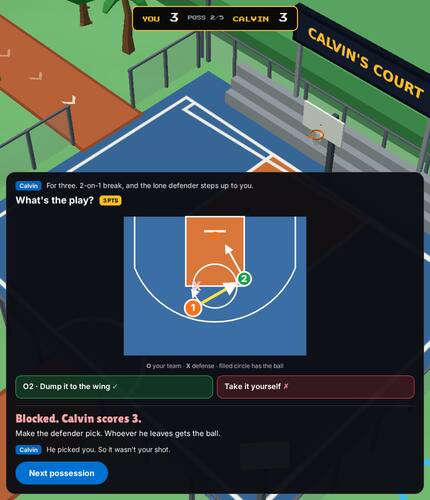 YOU 3 POSS 2/5 CALVIN 3
CALVIN'S COURT
Calvin For three. 2-on-1 break, and the lone defender steps up to you.
What's the play? 3 PTS
2
X
1
O your team · X defense · filled circle has the ball
O2 · Dump it to the wing ✓
Take it yourself ✗
Blocked. Calvin scores 3.
Make the defender pick. Whoever he leaves gets the ball.
Calvin He picked you. So it wasn't your shot.
Next possession